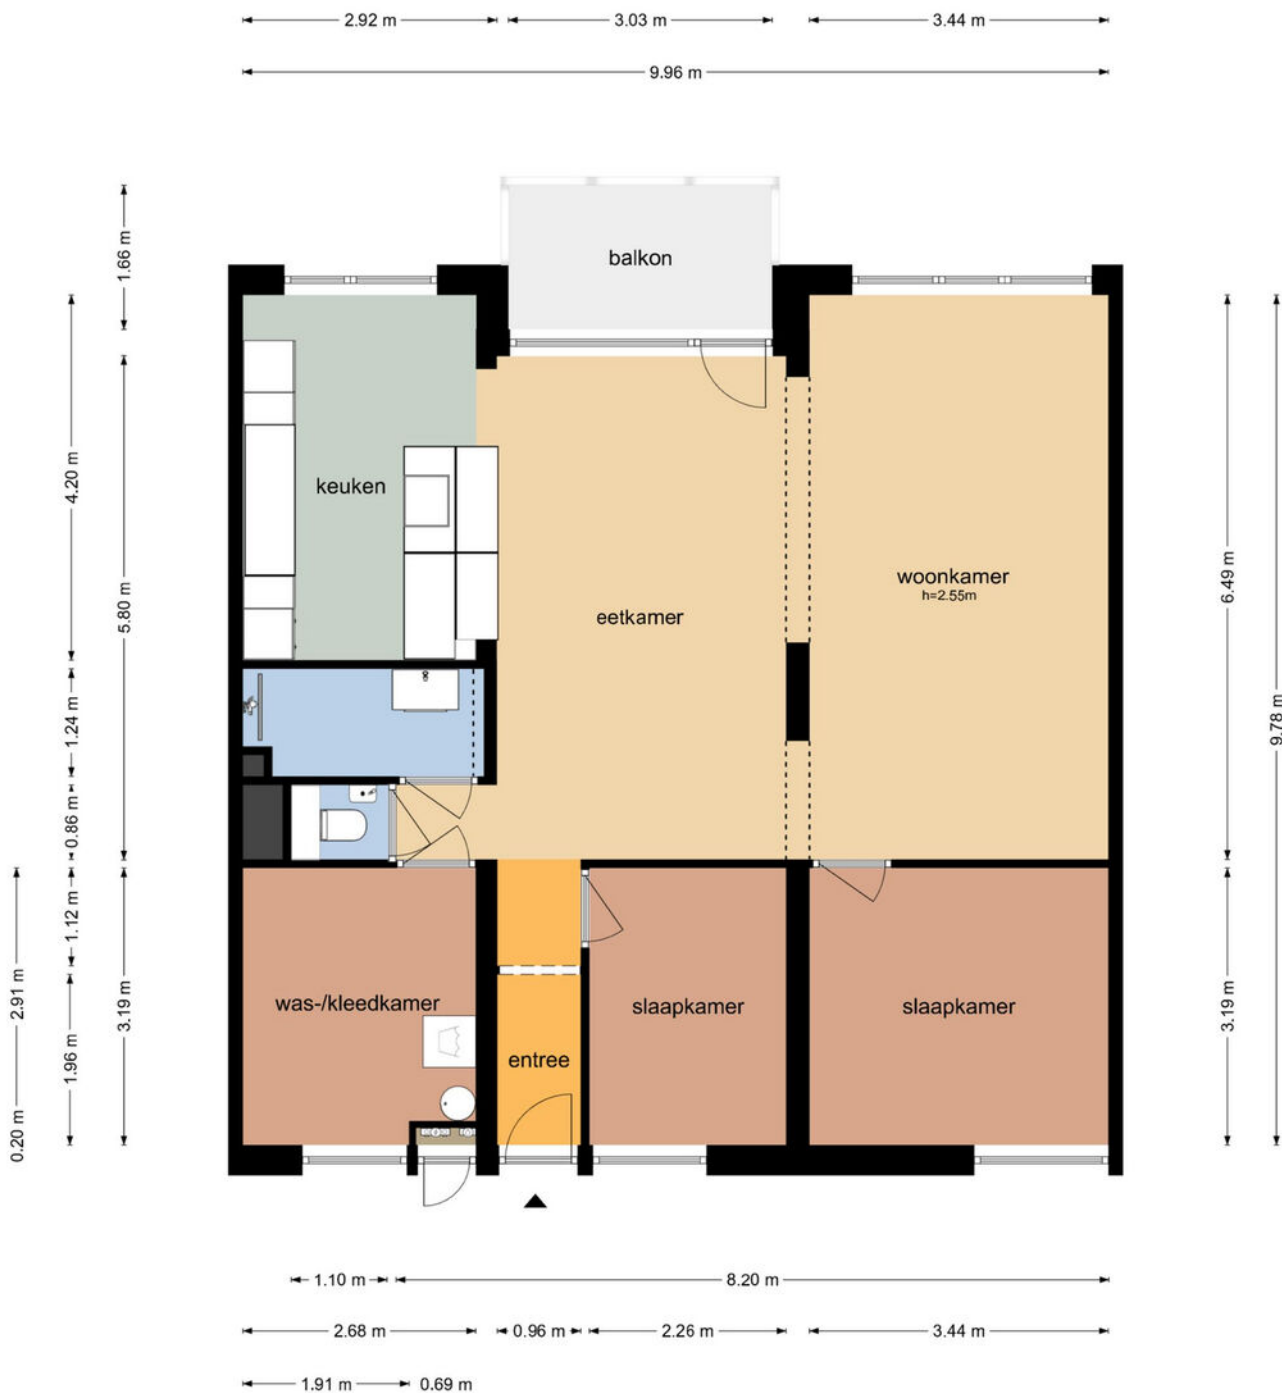 2.92 m
3.03 m
3.44 m
9.96 m
1.66 m
balkon
4.20 m
5.80 m
keuken
woonkamer
h=2.55m
eetkamer
6.49 m
9.78 m
1.24 m
0.86 m
1.12 m
2.91 m
3.19 m
1.96 m
0.20 m
was-/kleedkamer
slaapkamer
slaapkamer
entree
3.19 m
1.10 m
8.20 m
2.68 m
0.96 m
2.26 m
3.44 m
1.91 m
0.69 m